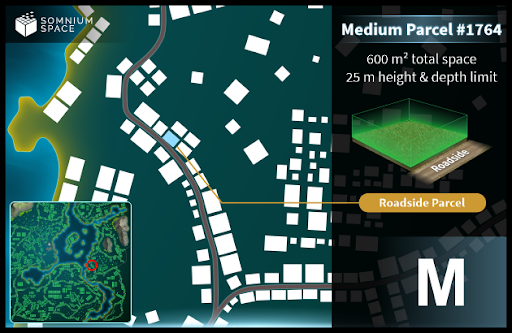 SOMNIUM
SPACE
Medium Parcel #1764
600 m² total space
25 m height & depth limit
Roadside
Roadside Parcel
M